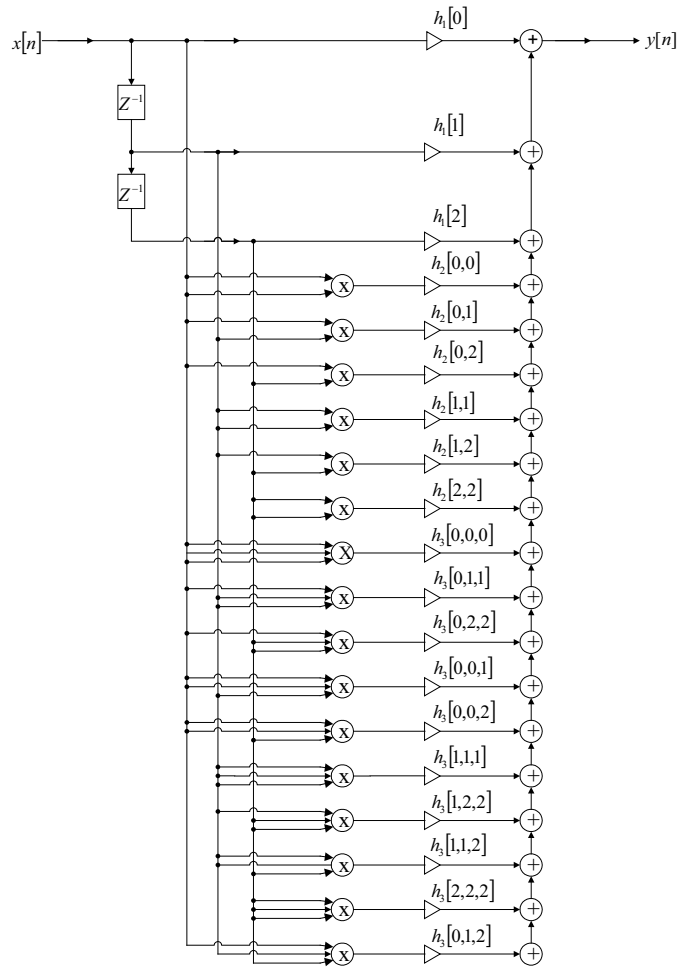 h₁[0]
x[n] + y[n]
Z⁻¹
h₁[1]
+
Z⁻¹
h₁[2]
+
h₂[0,0]
X +
h₂[0,1]
X +
h₂[0,2]
X +
h₂[1,1]
X +
h₂[1,2]
X +
h₂[2,2]
X +
h₃[0,0,0]
X +
h₃[0,1,1]
X +
h₃[0,2,2]
X +
h₃[0,0,1]
X +
h₃[0,0,2]
X +
h₃[1,1,1]
X +
h₃[1,2,2]
X +
h₃[1,1,2]
X +
h₃[2,2,2]
X +
h₃[0,1,2]
X +